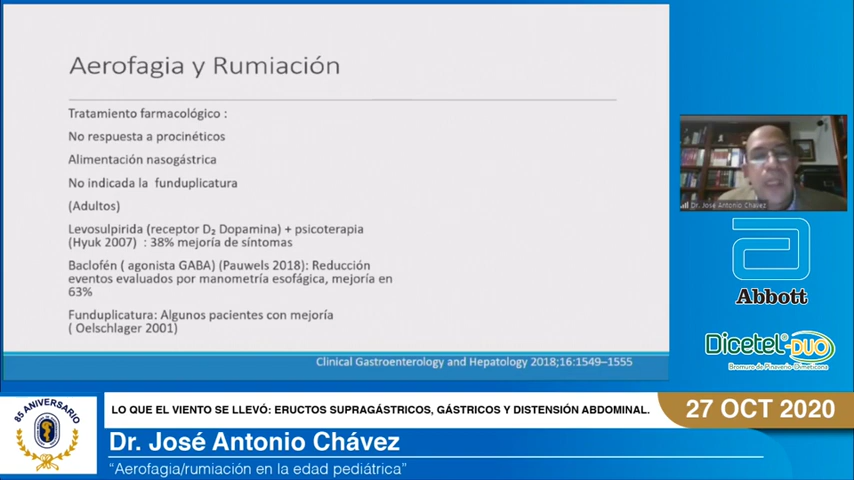 Aerofagia y Rumiación
Tratamiento farmacológico :
No respuesta a procinéticos
Alimentación nasogástrica
No indicada la funduplicatura
(Adultos)
Levosulpirida (receptor D₂ Dopamina) + psicoterapia
(Hyuk 2007) : 38% mejoría de síntomas
Baclofén ( agonista GABA) (Pauwels 2018): Reducción
eventos evaluados por manometría esofágica, mejoría en
63%
Funduplicatura: Algunos pacientes con mejoría
( Oelschlager 2001)
Clinical Gastroenterology and Hepatology 2018;16:1549–1555
Dr. José Antonio Chávez
Abbott
Dicetel®-DUO
Bromuro de Pinaverio-Dimeticona
85 ANIVERSARIO
LO QUE EL VIENTO SE LLEVÓ: ERUCTOS SUPRAGÁSTRICOS, GÁSTRICOS Y DISTENSIÓN ABDOMINAL.
27 OCT 2020
Dr. José Antonio Chávez
“Aerofagia/rumiación en la edad pediátrica”